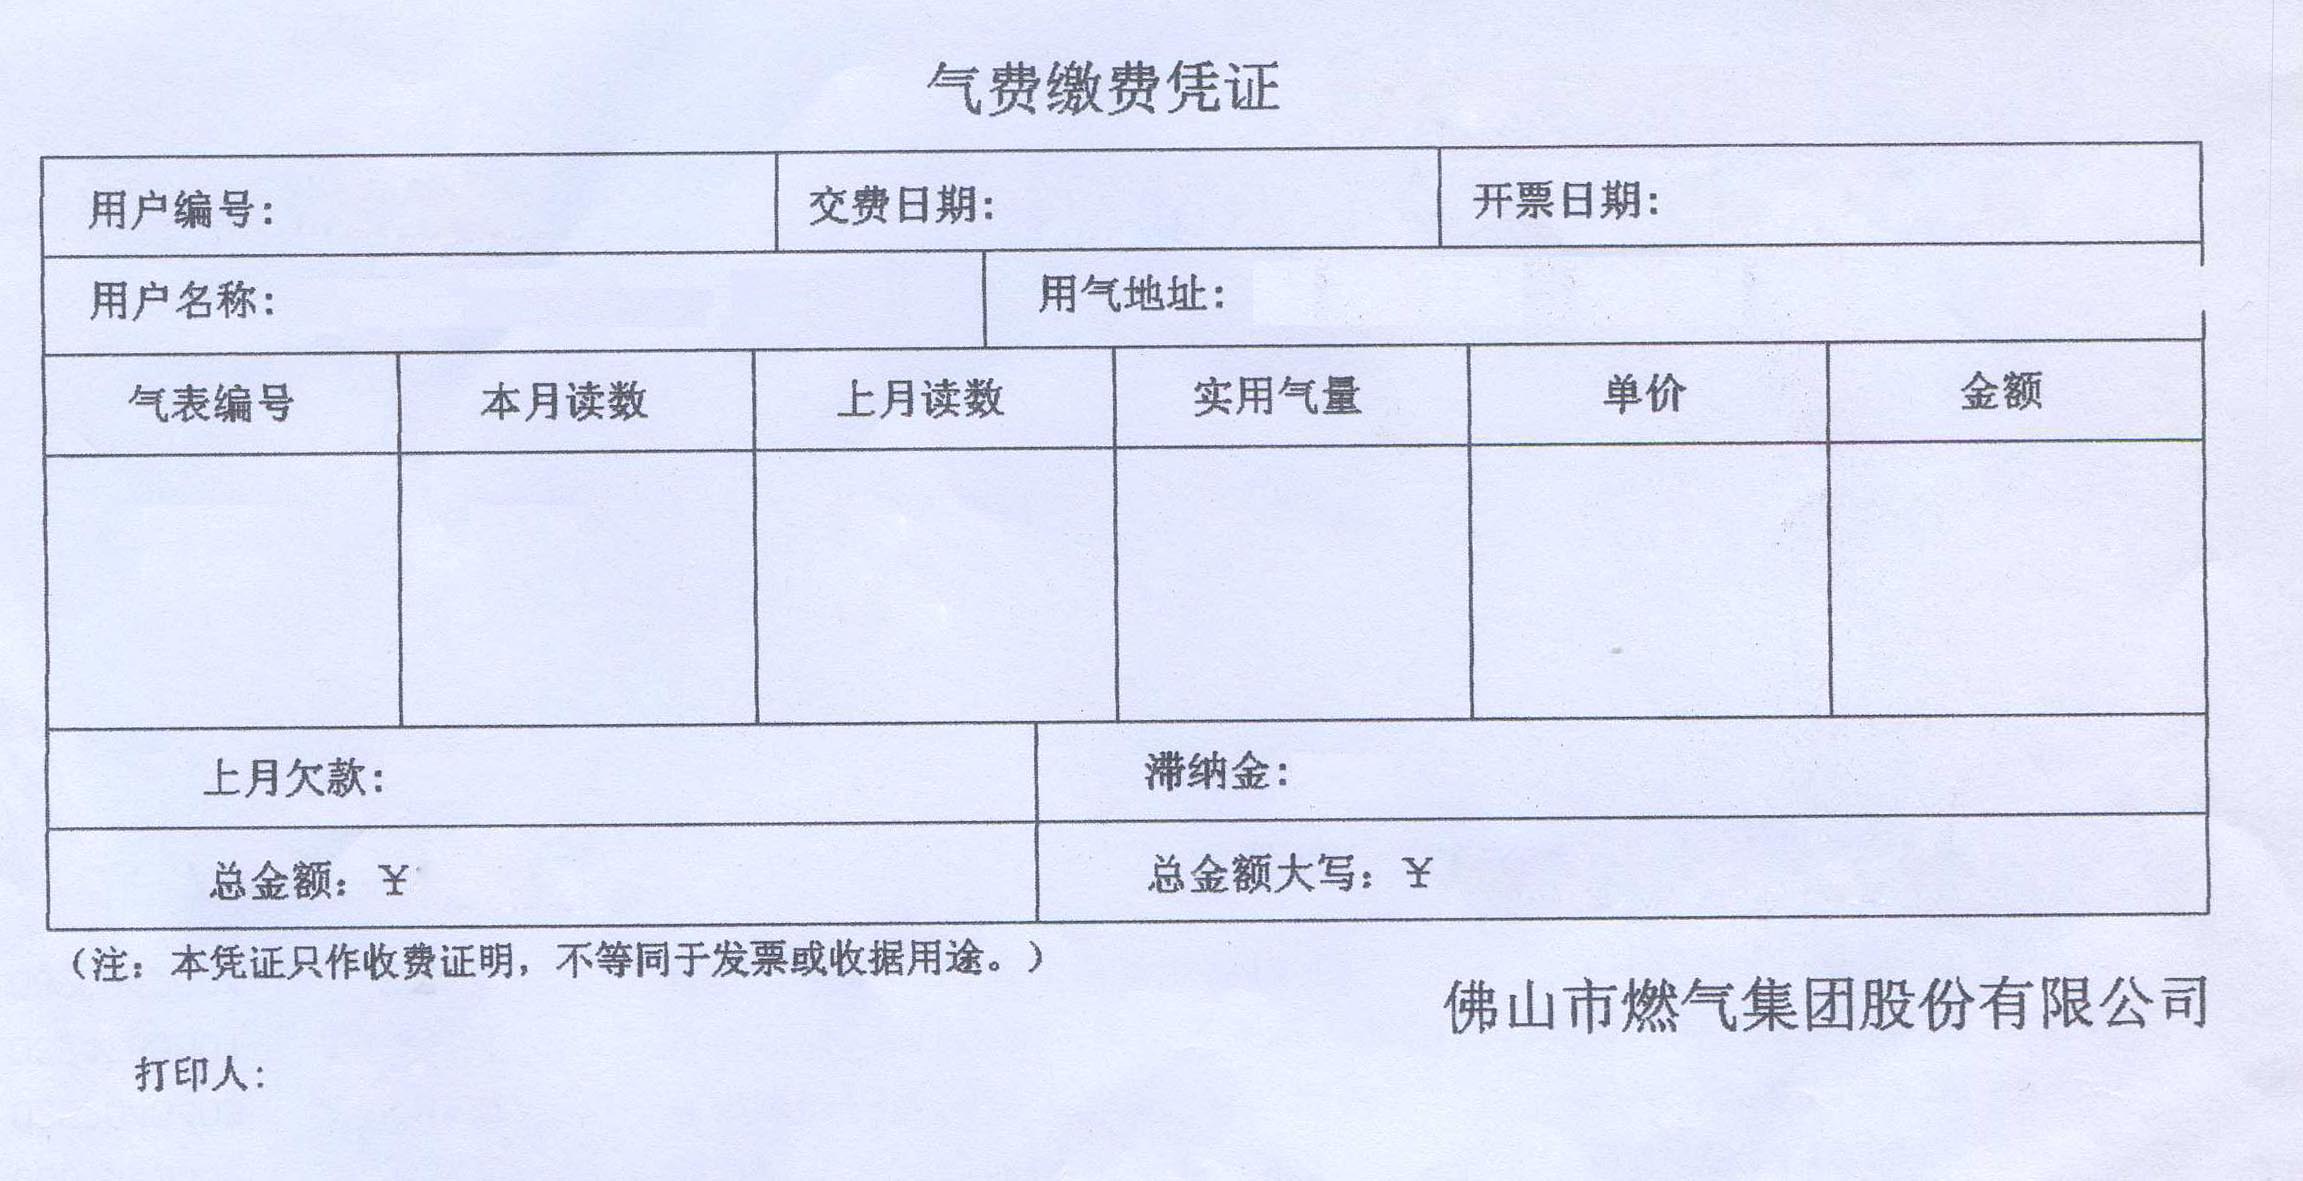 气费缴费凭证
用户编号: 交费日期: 开票日期:
用户名称: 用气地址:
气表编号 本月读数 上月读数 实用气量 单价 金额
上月欠款: 滞纳金:
总金额: ¥ 总金额大写: ¥
(注: 本凭证只作收费证明, 不等同于发票或收据用途。)
佛山市燃气集团股份有限公司
打印人: